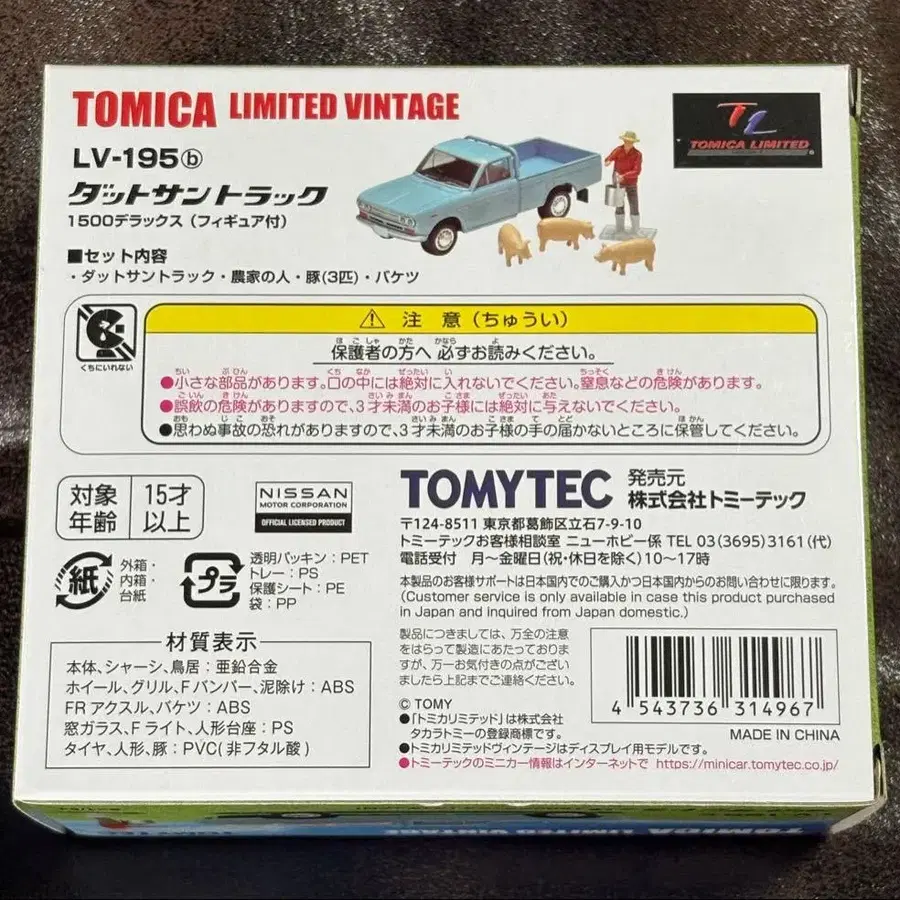 TOMICA LIMITED VINTAGE
LV-195ⓑ
ダットサントラック
1500デラックス（フィギュア付）
■セット内容
・ダットサントラック・農家の人・豚(3匹)・バケツ
TL
TOMICA LIMITED
くちにいれない
⚠ 注 意（ちゅうい）
保護者の方へ 必ずお読みください。
●小さな部品があります。口の中には絶対に入れないでください。窒息などの危険があります。
●誤飲の危険がありますので、3才未満のお子様には絶対に与えないでください。
●思わぬ事故の恐れがありますので、3才未満のお子様の手の届かないところに保管してください。
対象年齢 15才以上
NISSAN
MOTOR CORPORATION
OFFICIAL LICENSED PRODUCT
紙
外箱・
内箱・
台紙
プラ
透明パッキン：PET
トレー：PS
保護シート：PE
袋：PP
材質表示
本体、シャーシ、鳥居：亜鉛合金
ホイール、グリル、Fバンパー、泥除け：ABS
FRアクスル、バケツ：ABS
窓ガラス、Fライト、人形台座：PS
タイヤ、人形、豚：PVC(非フタル酸)
TOMYTEC 発売元 株式会社トミーテック
〒124-8511 東京都葛飾区立石7-9-10
トミーテックお客様相談室 ニューホビー係 TEL 03(3695)3161(代)
電話受付 月〜金曜日(祝・休日を除く)10〜17時
本製品のお客様サポートは日本国内でのご購入かつ日本国内からのお問い合わせに限ります。
(Customer service is only available in case this product purchased
in Japan and inquired from Japan domestic.)
製品につきましては、万全の注意
をはらって製造にあたっております
が、万一お気付きの点がござい
ましたら上記までご連絡ください。
© TOMY
●「トミカリミテッド」は株式会社
タカラトミーの登録商標です。
●トミカリミテッドヴィンテージはディスプレイ用モデルです。
●トミーテックのミニカー情報はインターネットで https://minicar.tomytec.co.jp/
4 543736 314967
MADE IN CHINA
TOMYTEC
TOMICA LIMITED VINTAGE